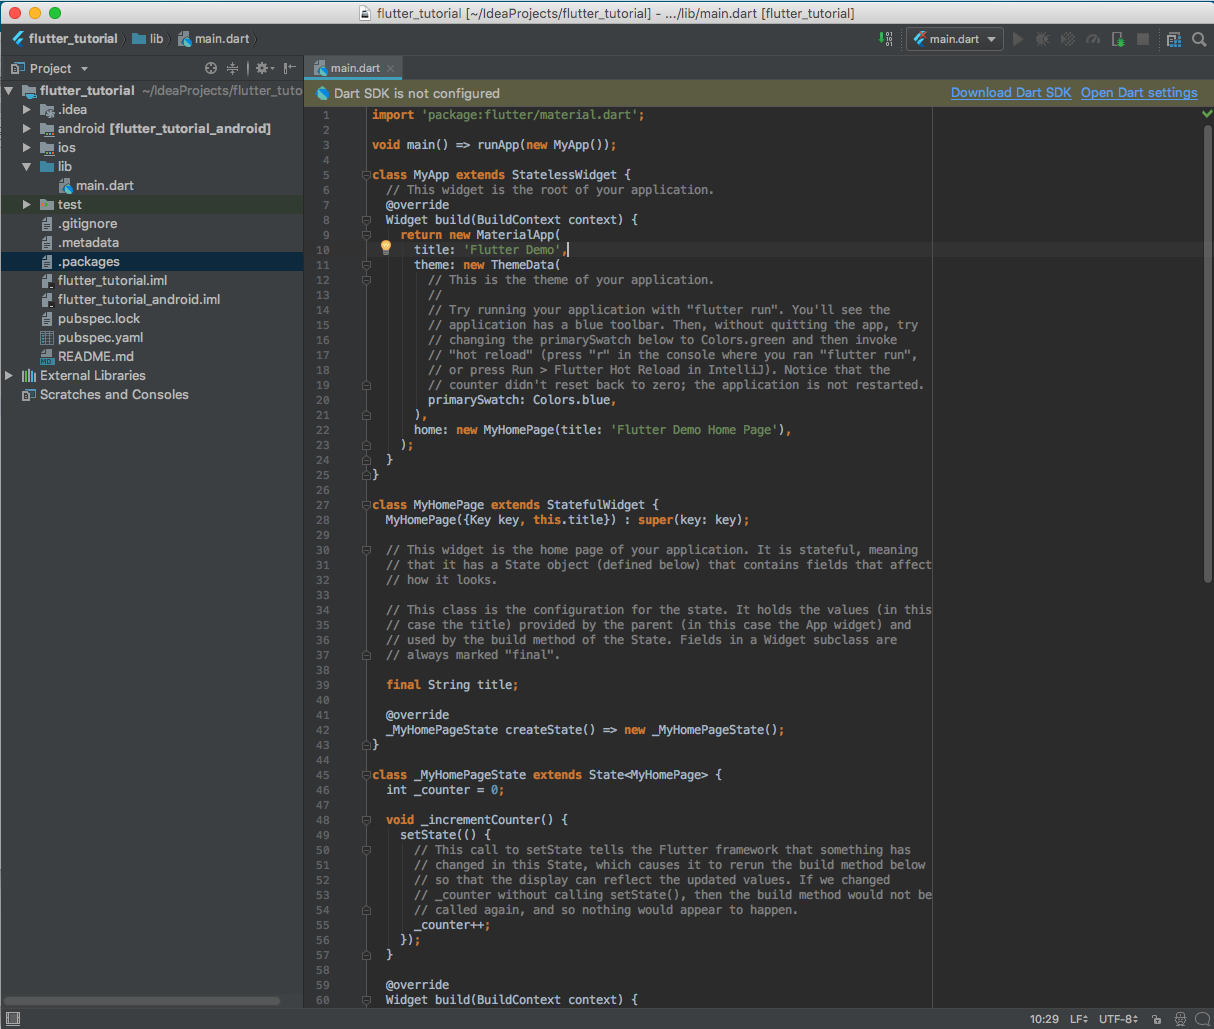 flutter_tutorial [~/IdeaProjects/flutter_tutorial] - .../lib/main.dart [flutter_tutorial]
flutter_tutorial lib main.dart main.dart
Project main.dart
Dart SDK is not configured Download Dart SDK Open Dart settings
flutter_tutorial ~/IdeaProjects/flutter_tuto
.idea
android [flutter_tutorial_android]
ios
lib
main.dart
test
.gitignore
.metadata
.packages
flutter_tutorial.iml
flutter_tutorial_android.iml
pubspec.lock
pubspec.yaml
README.md
External Libraries
Scratches and Consoles
1 import 'package:flutter/material.dart';
2
3 void main() => runApp(new MyApp());
4
5 class MyApp extends StatelessWidget {
6 // This widget is the root of your application.
7 @override
8 Widget build(BuildContext context) {
9 return new MaterialApp(
10 title: 'Flutter Demo',
11 theme: new ThemeData(
12 // This is the theme of your application.
13 //
14 // Try running your application with "flutter run". You'll see the
15 // application has a blue toolbar. Then, without quitting the app, try
16 // changing the primarySwatch below to Colors.green and then invoke
17 // "hot reload" (press "r" in the console where you ran "flutter run",
18 // or press Run > Flutter Hot Reload in IntelliJ). Notice that the
19 // counter didn't reset back to zero; the application is not restarted.
20 primarySwatch: Colors.blue,
21 ),
22 home: new MyHomePage(title: 'Flutter Demo Home Page'),
23 );
24 }
25 }
26
27 class MyHomePage extends StatefulWidget {
28 MyHomePage({Key key, this.title}) : super(key: key);
29
30 // This widget is the home page of your application. It is stateful, meaning
31 // that it has a State object (defined below) that contains fields that affect
32 // how it looks.
33
34 // This class is the configuration for the state. It holds the values (in this
35 // case the title) provided by the parent (in this case the App widget) and
36 // used by the build method of the State. Fields in a Widget subclass are
37 // always marked "final".
38
39 final String title;
40
41 @override
42 _MyHomePageState createState() => new _MyHomePageState();
43 }
44
45 class _MyHomePageState extends State<MyHomePage> {
46 int _counter = 0;
47
48 void _incrementCounter() {
49 setState(() {
50 // This call to setState tells the Flutter framework that something has
51 // changed in this State, which causes it to rerun the build method below
52 // so that the display can reflect the updated values. If we changed
53 // _counter without calling setState(), then the build method would not be
54 // called again, and so nothing would appear to happen.
55 _counter++;
56 });
57 }
58
59 @override
60 Widget build(BuildContext context) {
10:29 LF UTF-8